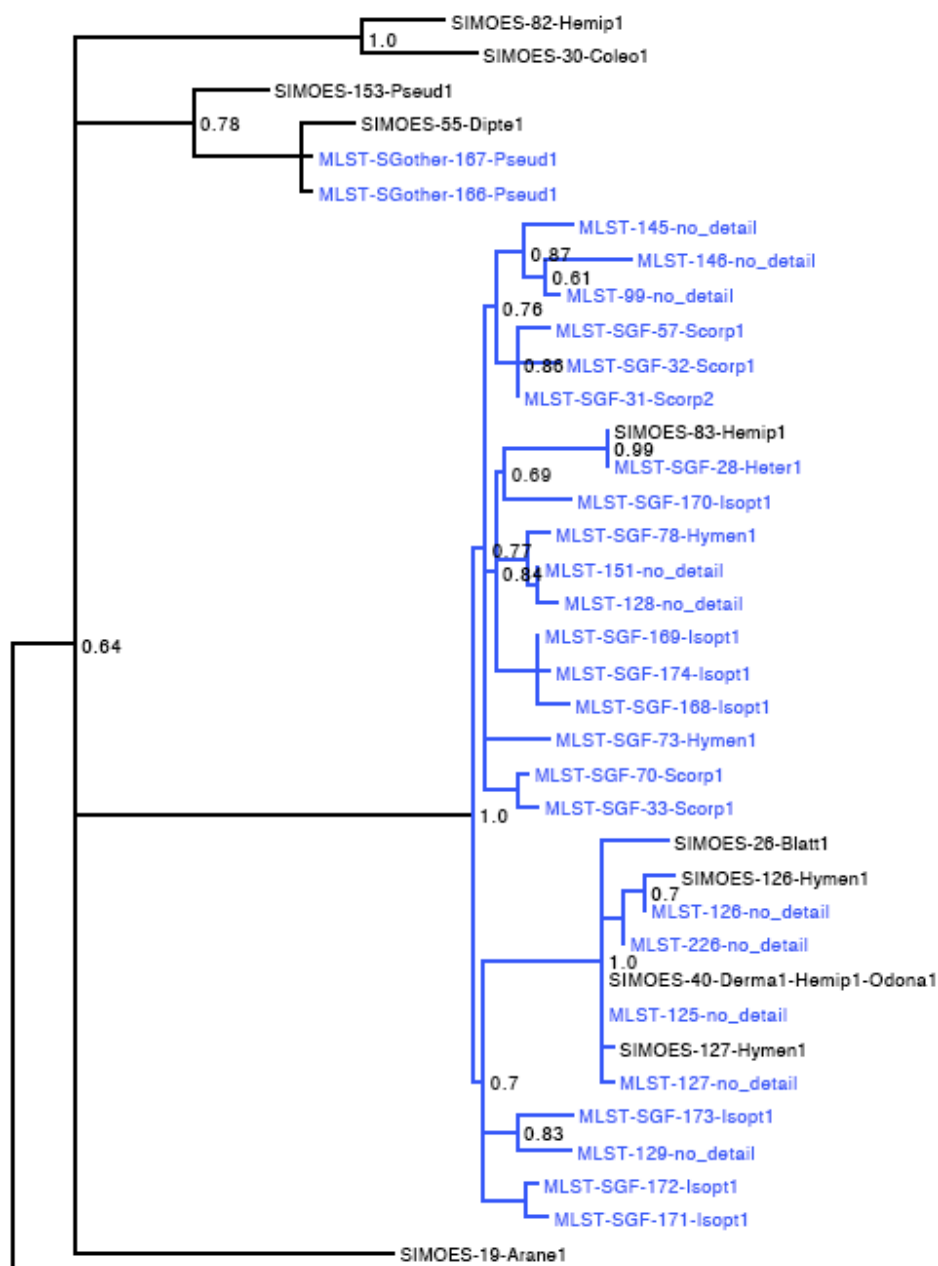 SIMOES-82-Hemip1
1.0
SIMOES-30-Coleo1
SIMOES-153-Pseud1
0.78
SIMOES-55-Dipte1
MLST-SGother-167-Pseud1
MLST-SGother-166-Pseud1
MLST-145-no_detail
0.87
MLST-146-no_detail
0.61
MLST-99-no_detail
0.76
MLST-SGF-57-Scorp1
0.86
MLST-SGF-32-Scorp1
MLST-SGF-31-Scorp2
SIMOES-83-Hemip1
0.99
MLST-SGF-28-Heter1
0.69
MLST-SGF-170-Isopt1
MLST-SGF-78-Hymen1
0.77
0.84
MLST-151-no_detail
MLST-128-no_detail
MLST-SGF-169-Isopt1
0.64
MLST-SGF-174-Isopt1
MLST-SGF-168-Isopt1
MLST-SGF-73-Hymen1
MLST-SGF-70-Scorp1
MLST-SGF-33-Scorp1
1.0
SIMOES-26-Blatt1
SIMOES-126-Hymen1
0.7
MLST-126-no_detail
MLST-226-no_detail
1.0
SIMOES-40-Derma1-Hemip1-Odona1
MLST-125-no_detail
SIMOES-127-Hymen1
0.7
MLST-127-no_detail
MLST-SGF-173-Isopt1
0.83
MLST-129-no_detail
MLST-SGF-172-Isopt1
MLST-SGF-171-Isopt1
SIMOES-19-Arane1